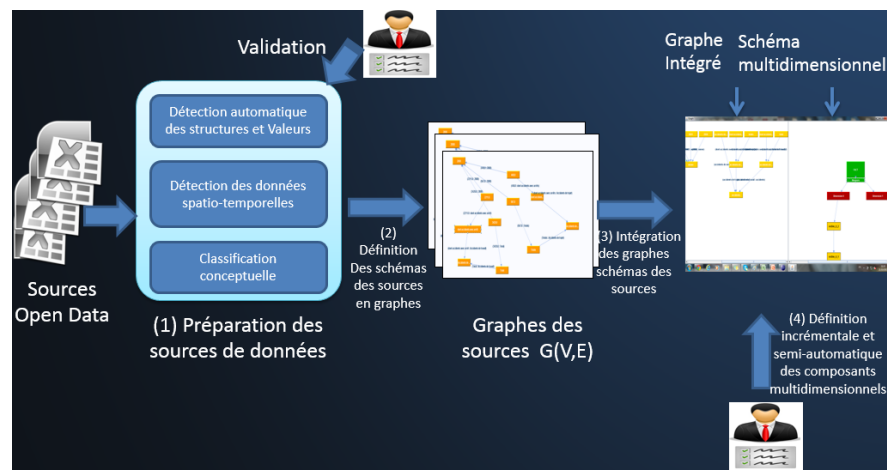 Validation
Graphe
Intégré
Schéma
multidimensionnel
Détection automatique
des structures et Valeurs
Détection des données
spatio-temporelles
Classification
conceptuelle
Sources
Open Data
(1) Préparation des
sources de données
(2)
Définition
Des schémas
des sources
en graphes
Graphes des
sources G(V,E)
(3) Intégration
des graphes
schémas des
sources
(4) Définition
incrémentale et
semi-automatique
des composants
multidimensionnels